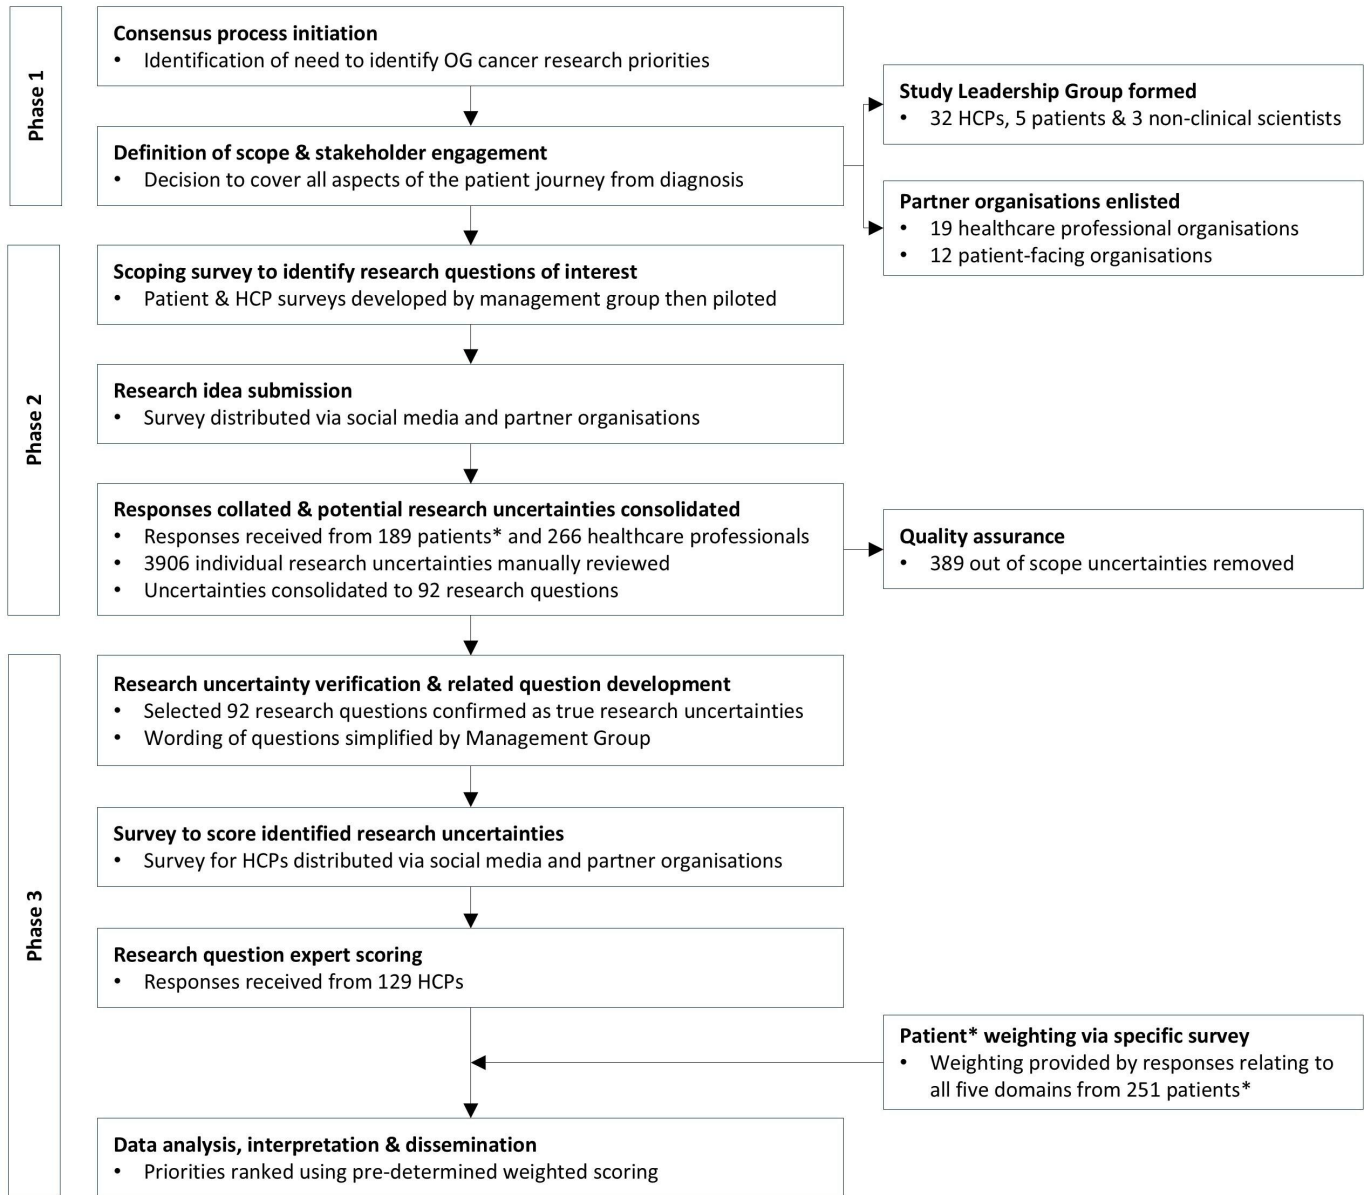 Phase 1
Consensus process initiation
• Identification of need to identify OG cancer research priorities
Definition of scope & stakeholder engagement
• Decision to cover all aspects of the patient journey from diagnosis
Study Leadership Group formed
• 32 HCPs, 5 patients & 3 non-clinical scientists
Partner organisations enlisted
• 19 healthcare professional organisations
• 12 patient-facing organisations
Phase 2
Scoping survey to identify research questions of interest
• Patient & HCP surveys developed by management group then piloted
Research idea submission
• Survey distributed via social media and partner organisations
Responses collated & potential research uncertainties consolidated
• Responses received from 189 patients* and 266 healthcare professionals
• 3906 individual research uncertainties manually reviewed
• Uncertainties consolidated to 92 research questions
Quality assurance
• 389 out of scope uncertainties removed
Phase 3
Research uncertainty verification & related question development
• Selected 92 research questions confirmed as true research uncertainties
• Wording of questions simplified by Management Group
Survey to score identified research uncertainties
• Survey for HCPs distributed via social media and partner organisations
Research question expert scoring
• Responses received from 129 HCPs
Patient* weighting via specific survey
• Weighting provided by responses relating to
all five domains from 251 patients*
Data analysis, interpretation & dissemination
• Priorities ranked using pre-determined weighted scoring